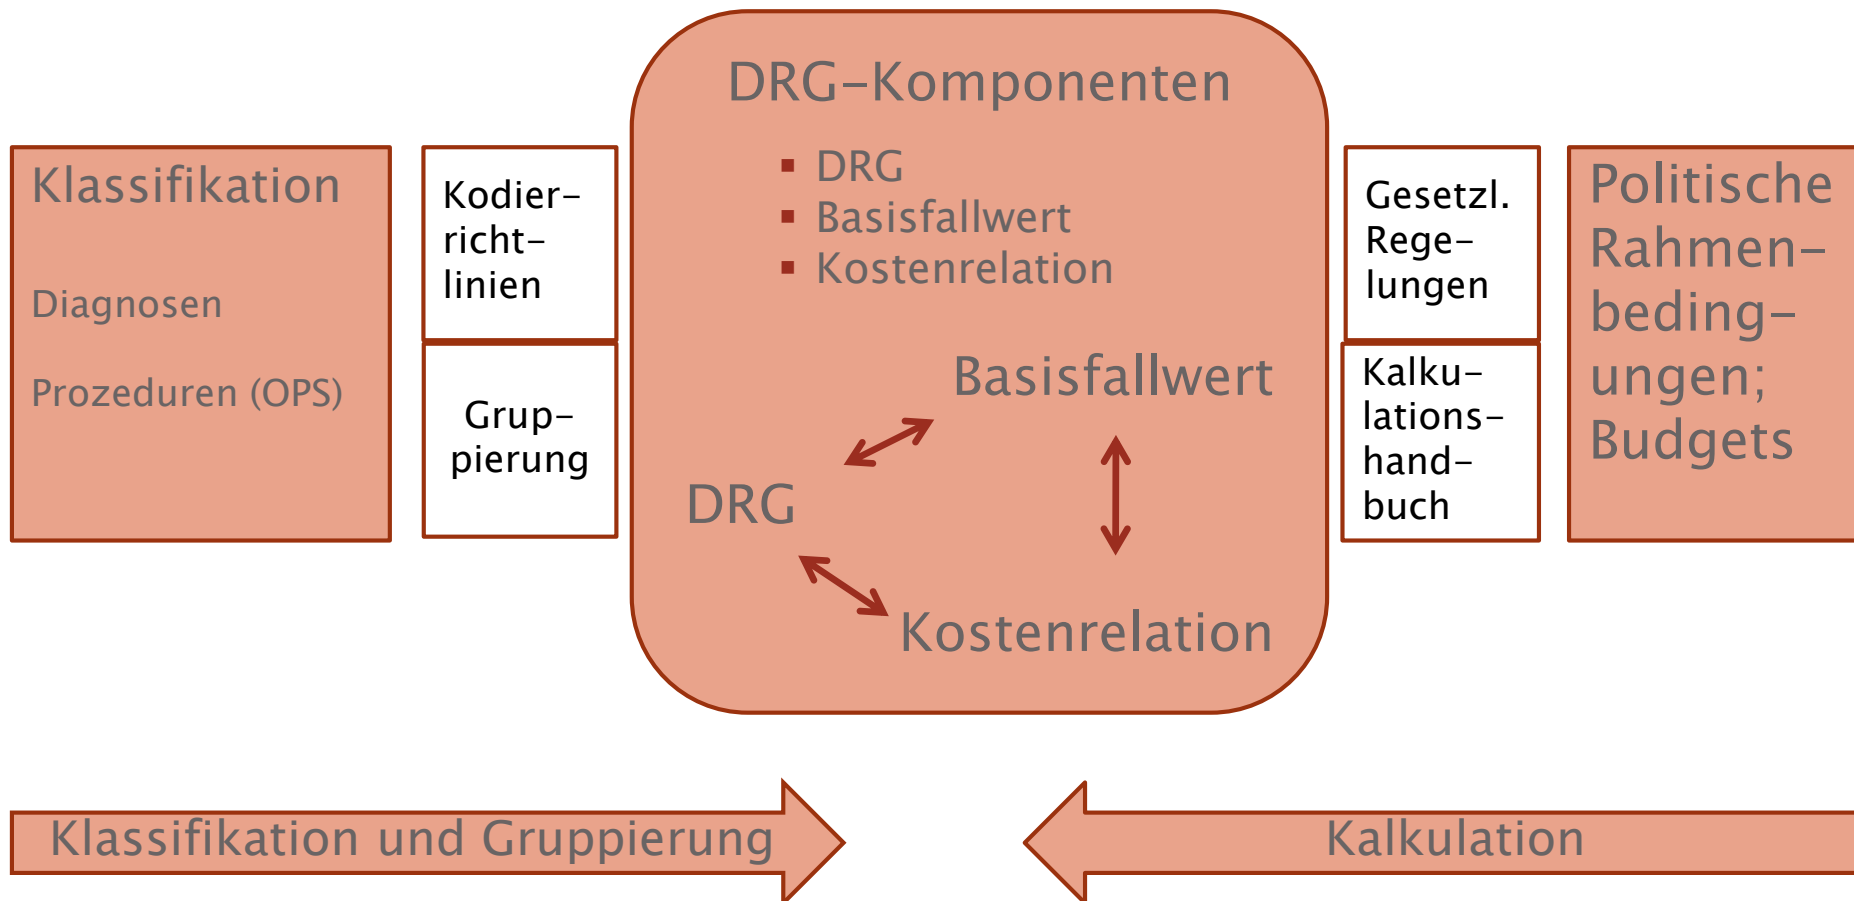 Klassifikation
Diagnosen
Prozeduren (OPS)
Kodier-
richt-
linien
Grup-
pierung
DRG-Komponenten
▪ DRG
▪ Basisfallwert
▪ Kostenrelation
Basisfallwert
DRG
Kostenrelation
Gesetzl.
Rege-
lungen
Kalku-
lations-
hand-
buch
Politische
Rahmen-
beding-
ungen;
Budgets
Klassifikation und Gruppierung
Kalkulation